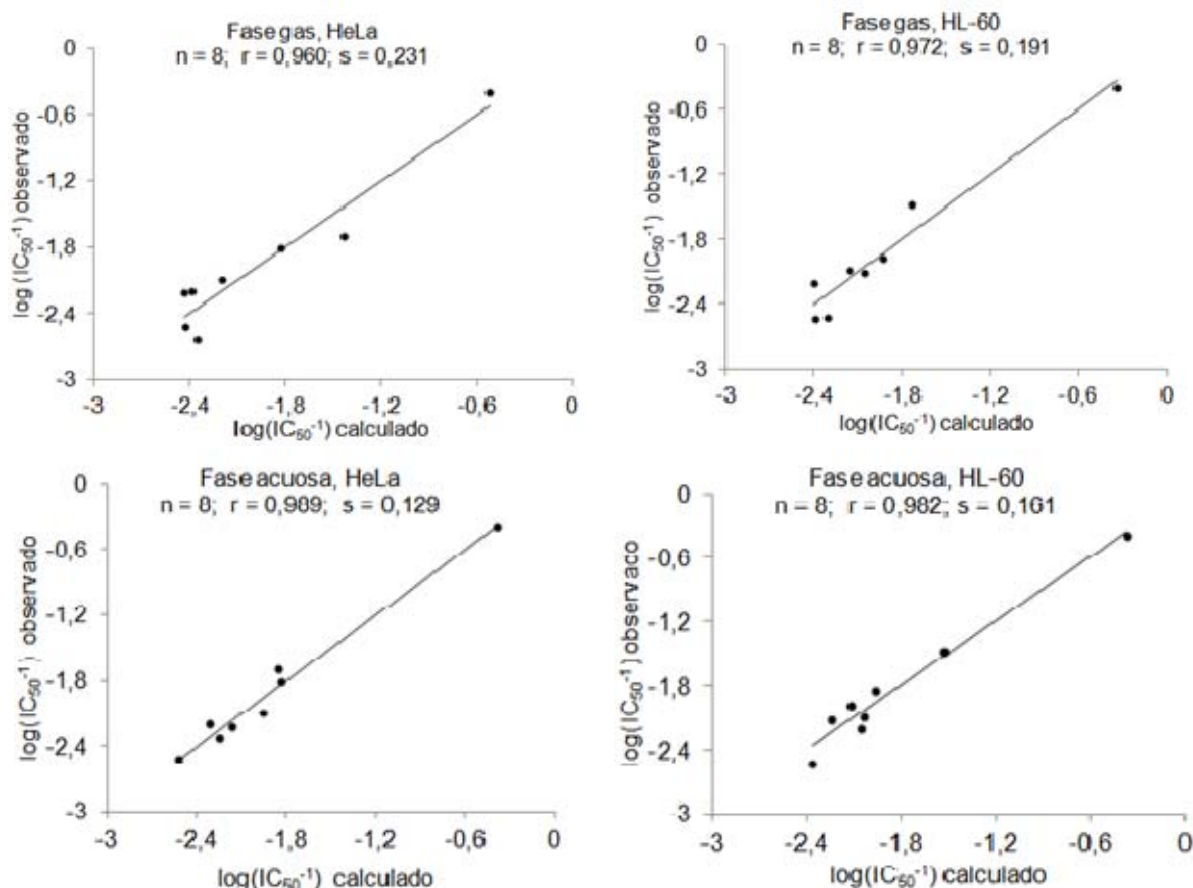 Fase gas, HeLa
n = 8; r = 0,960; s = 0,231
0
-0,6
-1,2
-1,8
-2,4
-3
log (IC50-1) observado
-3 -2,4 -1,8 -1,2 -0,6 0
log(IC50-1) calculado
Fase gas, HL-60
n = 8; r = 0,972; s = 0,191
0
-0,6
-1,2
-1,8
-2,4
-3
log(IC50-1) observado
-3 -2,4 -1,8 -1,2 -0,6 0
log(IC50-1) calculado
Fase acuosa, HeLa
n = 8; r = 0,989; s = 0,129
0
-0,6
-1,2
-1,8
-2,4
-3
log(IC50-1) observado
-3 -2,4 -1,8 -1,2 -0,6 0
log(IC50-1) calculado
Fase acuosa, HL-60
n = 8; r = 0,982; s = 0,161
0
-0,6
-1,2
-1,8
-2,4
-3
log(IC50-1) observado
-3 -2,4 -1,8 -1,2 -0,6 0
log(IC50-1) calculado